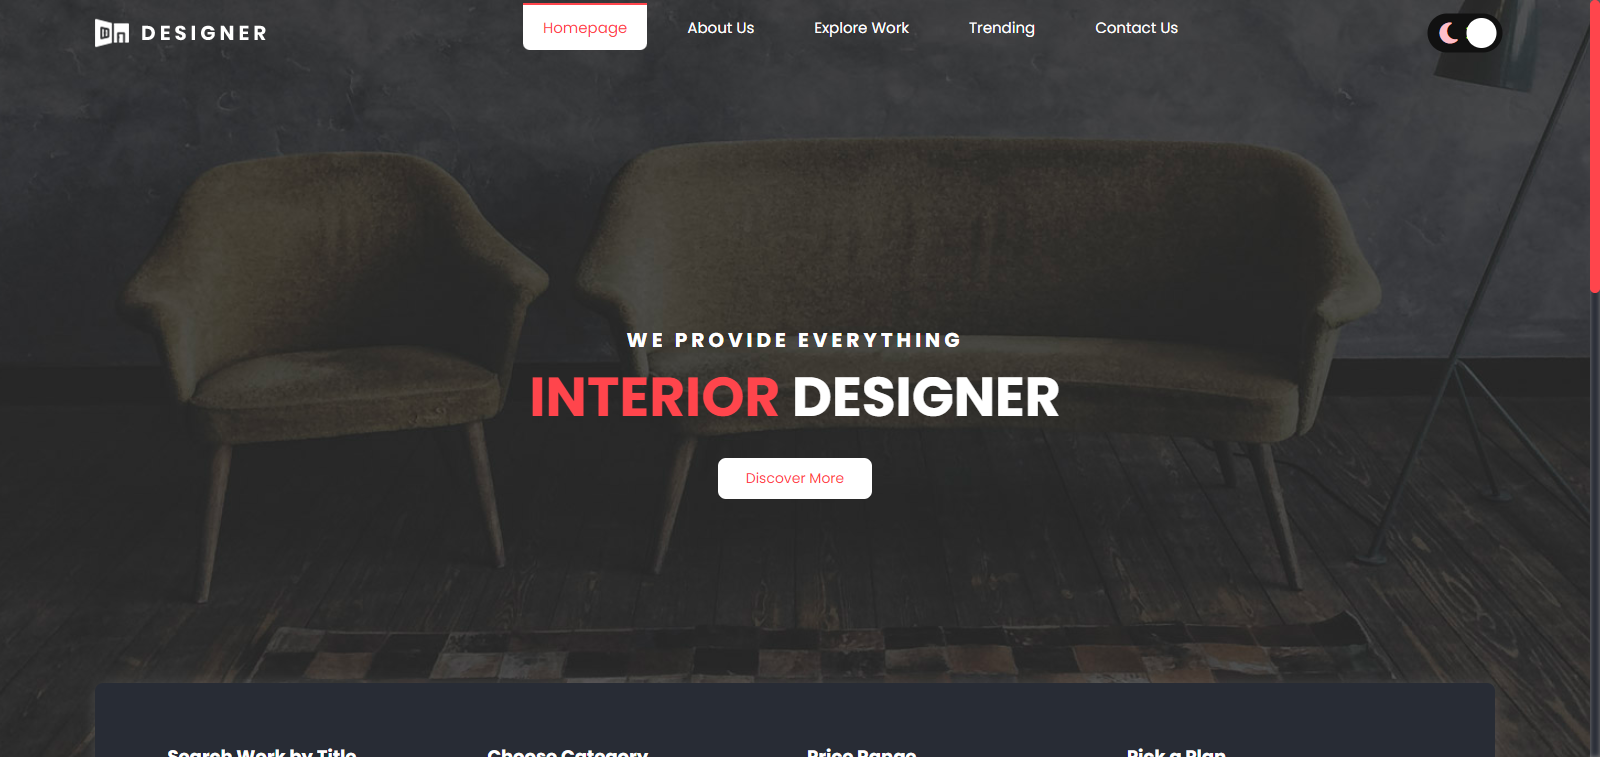 DESIGNER
Homepage
About Us
Explore Work
Trending
Contact Us
WE PROVIDE EVERYTHING
INTERIOR DESIGNER
Discover More
Search Work by Title
Choose Category
Price Range
Pick a Plan